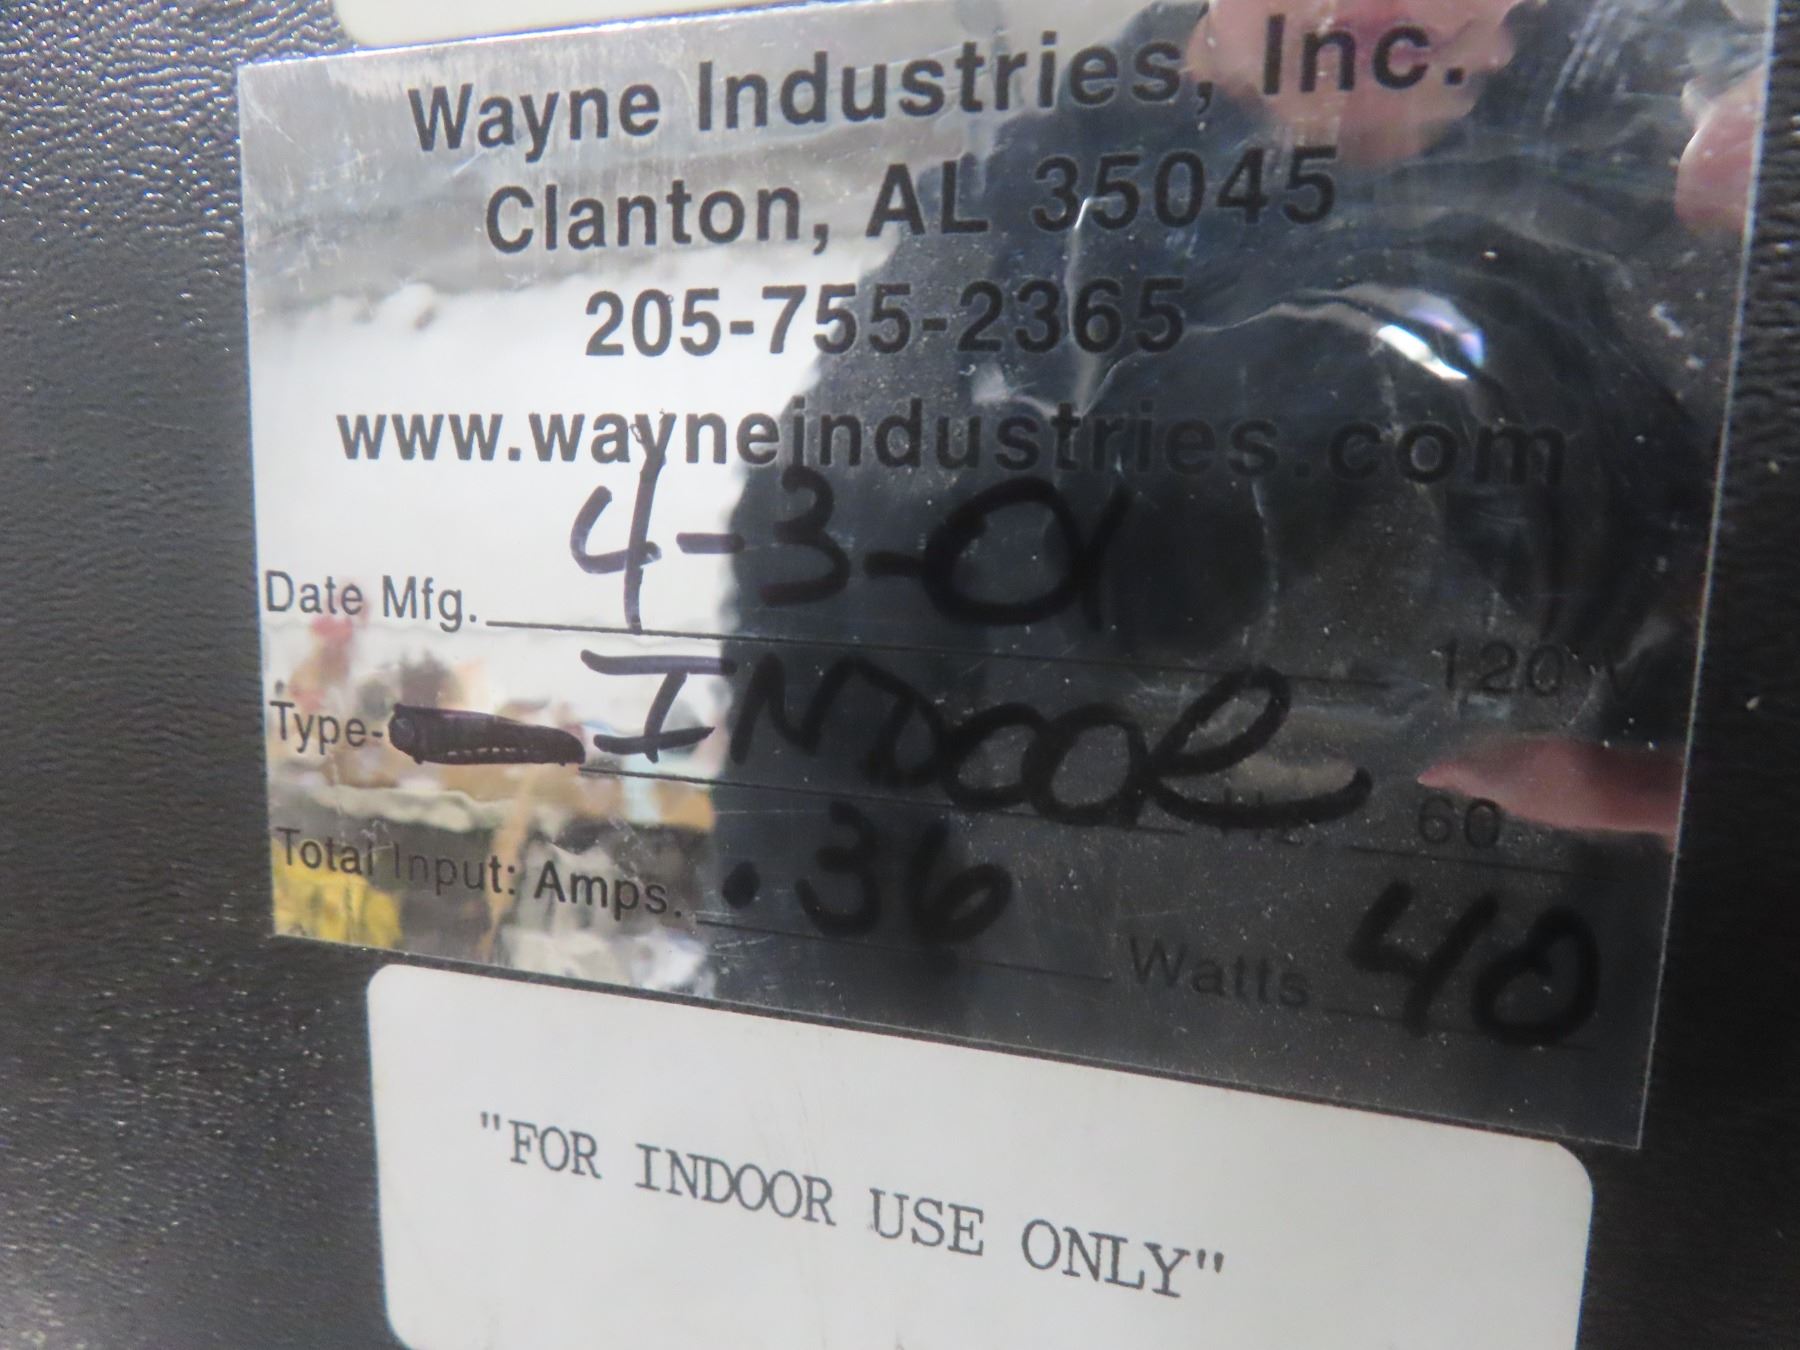 Wayne Industries, Inc.
Clanton, AL 35045
205-755-2365
www.wayneindustries.com
Date Mfg. 4-3-01 120 V
Type- INDOOR Hz 60
Total Input: Amps. .36 Watts 40
"FOR INDOOR USE ONLY"